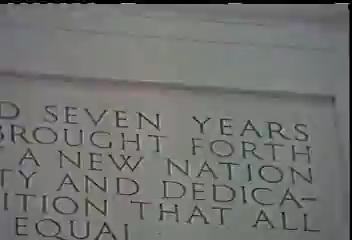 D SEVEN YEARS
BROUGHT FORTH
A NEW NATION
TY AND DEDICA-
ITION THAT ALL
EQUAL